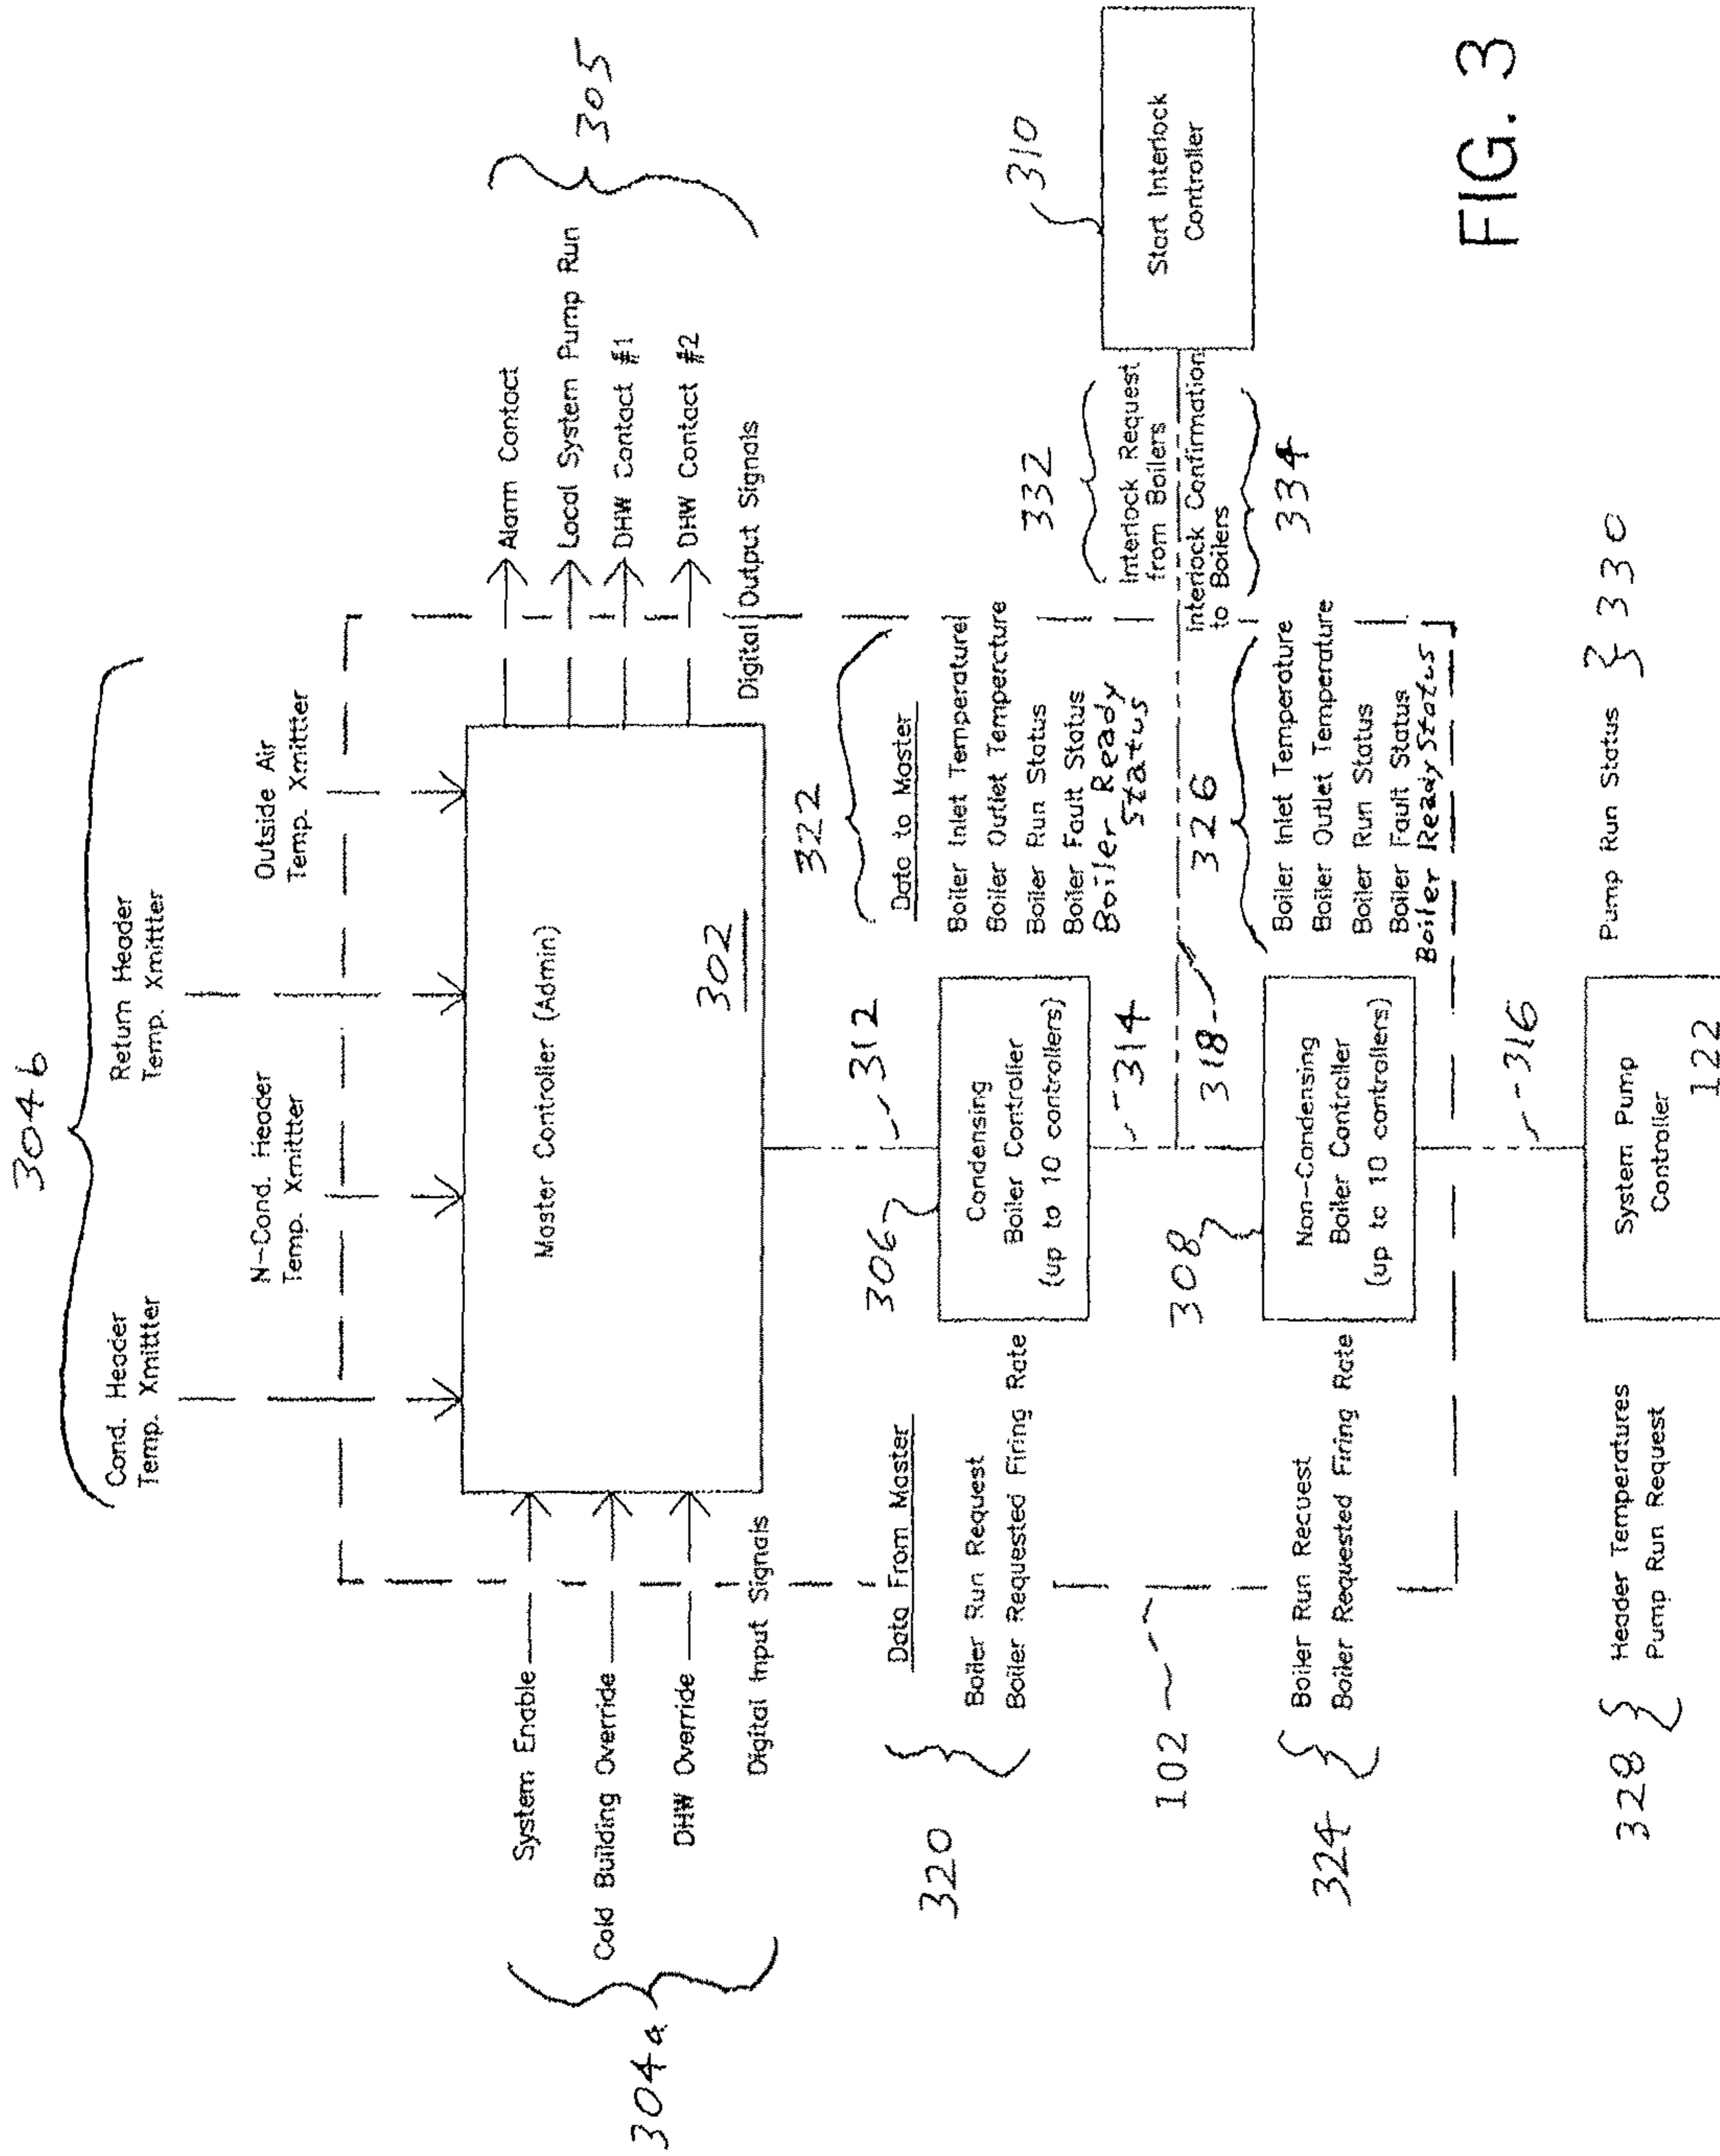 304b
Cond. Header
Temp. Xmittter
N-Cond. Header
Temp. Xmittter
Return Header
Temp. Xmittter
Outside Air
Temp. Xmittter
System Enable
Cold Building Override
DHW Override
Digital Input Signals
304a
Master Controller (Admin)
302
Alarm Contact
Local System Pump Run
DHW Contact #1
DHW Contact #2
Digital Output Signals
305
320
Data From Master
Boiler Run Request
Boiler Requested Firing Rate
306
312
Condensing
Boiler Controller
(up to 10 controllers)
322
Data to Master
Boiler Inlet Temperature
Boiler Outlet Temperature
Boiler Run Status
Boiler Fault Status
Boiler Ready
Status
102
314
318
332
Interlock Request
from Boilers
Interlock Confirmation
to Boilers
334
310
Start Interlock
Controller
324
Boiler Run Request
Boiler Requested Firing Rate
308
Non-Condensing
Boiler Controller
(up to 10 controllers)
326
Boiler Inlet Temperature
Boiler Outlet Temperature
Boiler Run Status
Boiler Fault Status
Boiler Ready Status
316
328
Header Temperatures
Pump Run Request
System Pump
Controller
122
Pump Run Status
330
FIG. 3